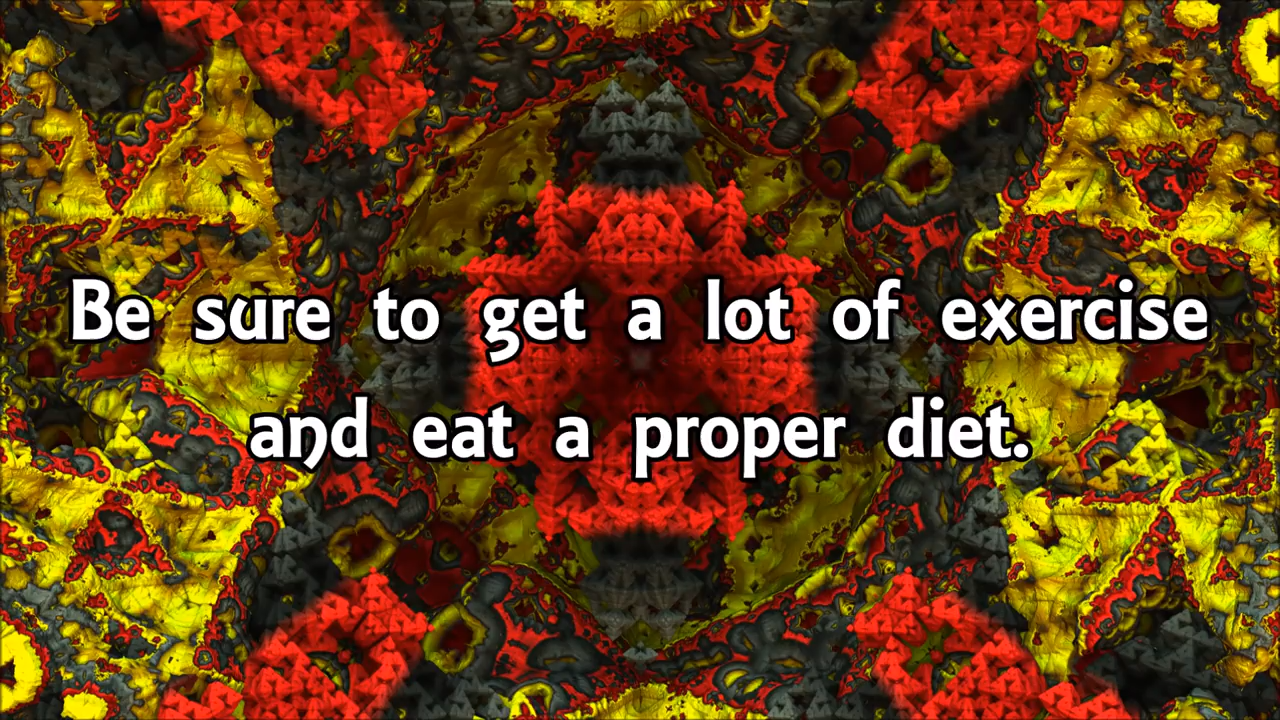 Be sure to get a lot of exercise
and eat a proper diet.